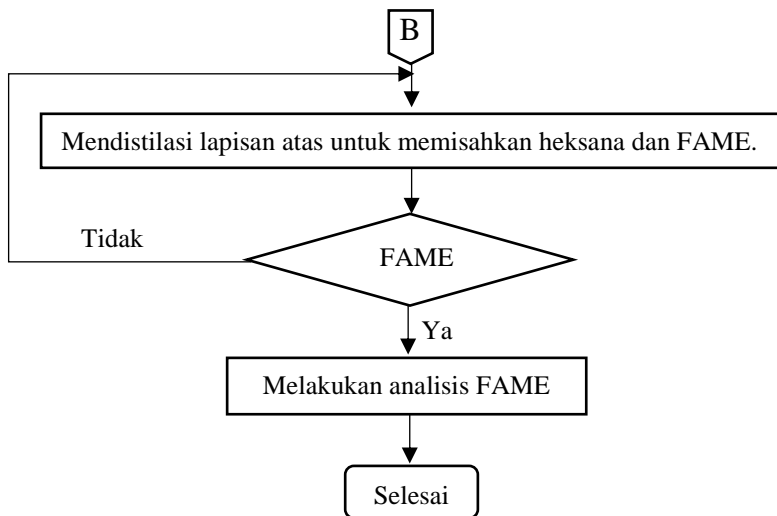 B
Mendistilasi lapisan atas untuk memisahkan heksana dan FAME.
Tidak
FAME
Ya
Melakukan analisis FAME
Selesai